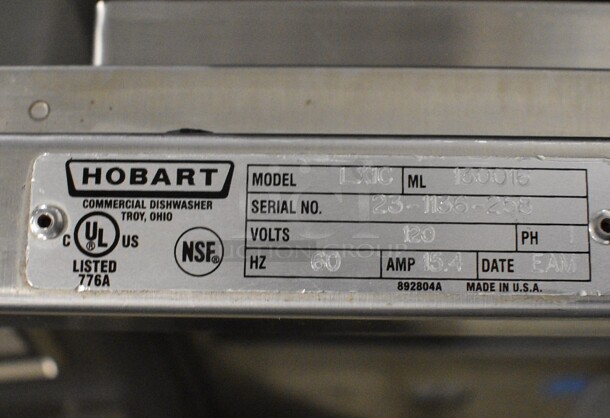 HOBART
COMMERCIAL DISHWASHER
TROY, OHIO
C UL US
LISTED
776A
NSF®
MODEL ML
SERIAL NO.
VOLTS 120 PH 1
HZ 60 AMP 15.4 DATE EAM
892804A MADE IN U.S.A.